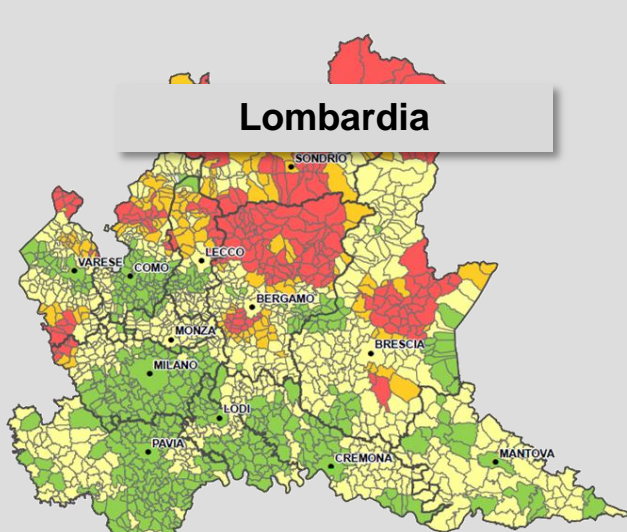 Lombardia
SONDRIO
LECCO
VARESE
COMO
BERGAMO
MONZA
BRESCIA
MILANO
LODI
PAVIA
CREMONA
MANTOVA